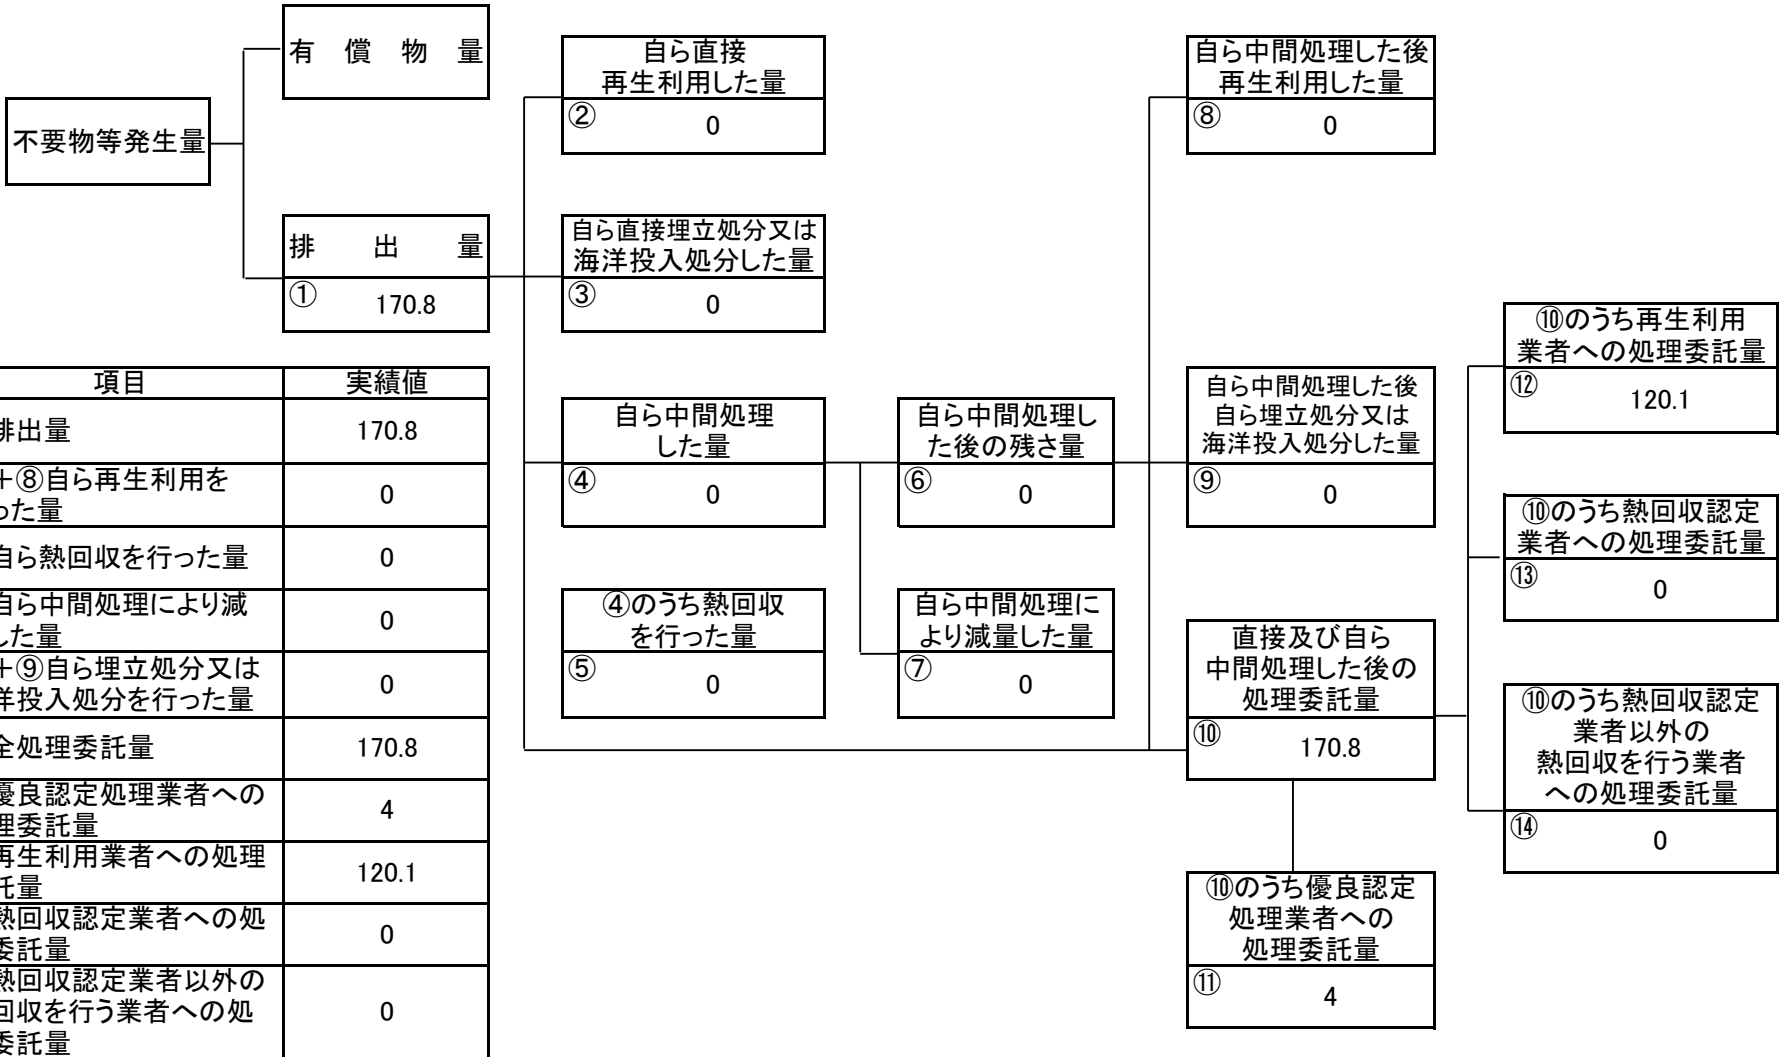 有償物量
不要物等発生量
排出量
①
170.8
自ら直接
再生利用した量
②
0
自ら直接埋立処分又は
海洋投入処分した量
③
0
自ら中間処理
した量
④
0
④のうち熱回収
を行った量
⑤
0
自ら中間処理し
た後の残さ量
⑥
0
自ら中間処理に
より減量した量
⑦
0
自ら中間処理した後
再生利用した量
⑧
0
自ら中間処理した後
自ら埋立処分又は
海洋投入処分した量
⑨
0
直接及び自ら
中間処理した後の
処理委託量
⑩
170.8
⑩のうち優良認定
処理業者への
処理委託量
⑪
4
⑩のうち再生利用
業者への処理委託量
⑫
120.1
⑩のうち熱回収認定
業者への処理委託量
⑬
0
⑩のうち熱回収認定
業者以外の
熱回収を行う業者
への処理委託量
⑭
0
項目
実績値
排出量
170.8
+⑧自ら再生利用を
った量
0
自ら熱回収を行った量
0
自ら中間処理により減
した量
0
+⑨自ら埋立処分又は
洋投入処分を行った量
0
全処理委託量
170.8
優良認定処理業者への
理委託量
4
再生利用業者への処理
託量
120.1
熱回収認定業者への処
委託量
0
熱回収認定業者以外の
回収を行う業者への処
委託量
0